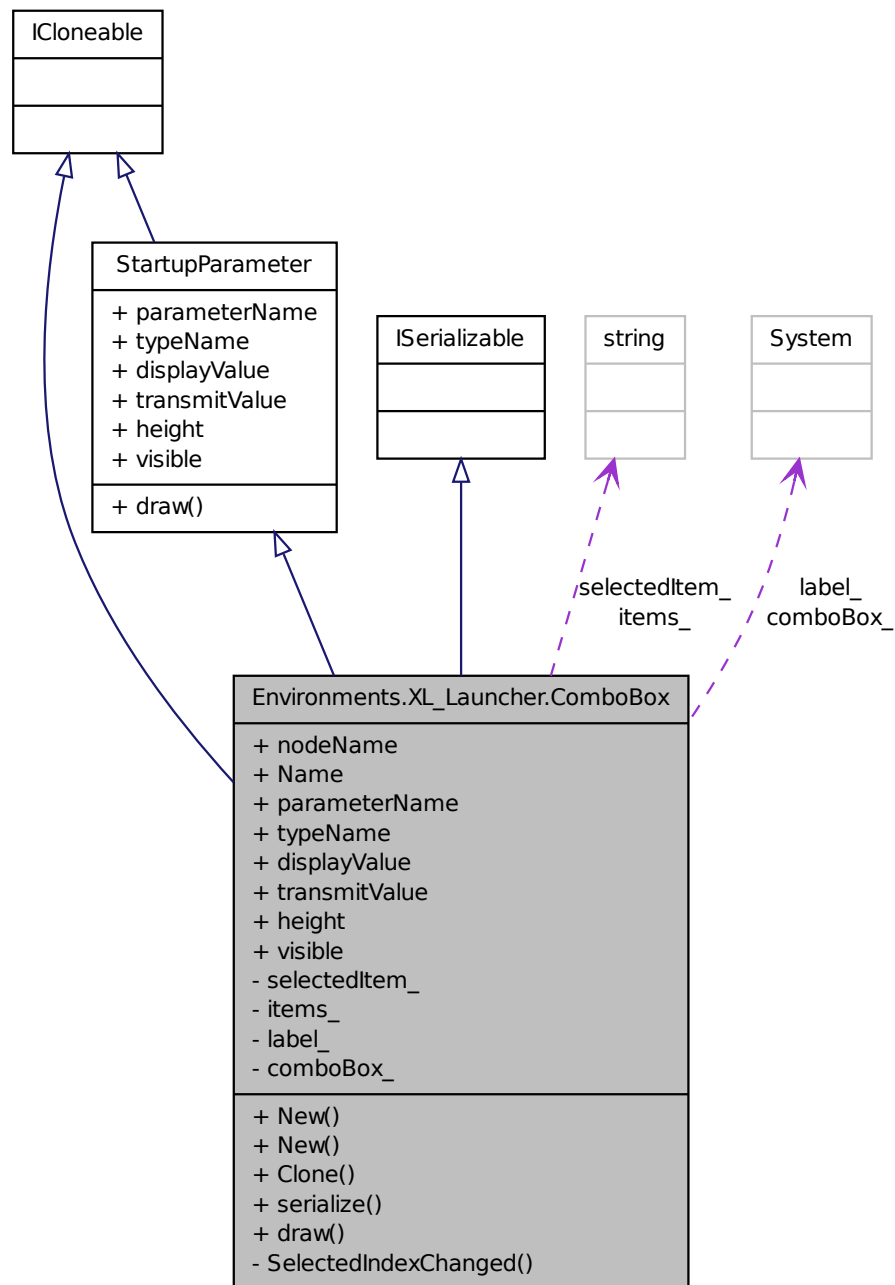 ICloneable
StartupParameter
+ parameterName
+ typeName
+ displayValue
+ transmitValue
+ height
+ visible
+ draw()
ISerializable
string
System
selectedItem_
items_
label_
comboBox_
Environments.XL_Launcher.ComboBox
+ nodeName
+ Name
+ parameterName
+ typeName
+ displayValue
+ transmitValue
+ height
+ visible
- selectedItem_
- items_
- label_
- comboBox_
+ New()
+ New()
+ Clone()
+ serialize()
+ draw()
- SelectedIndexChanged()